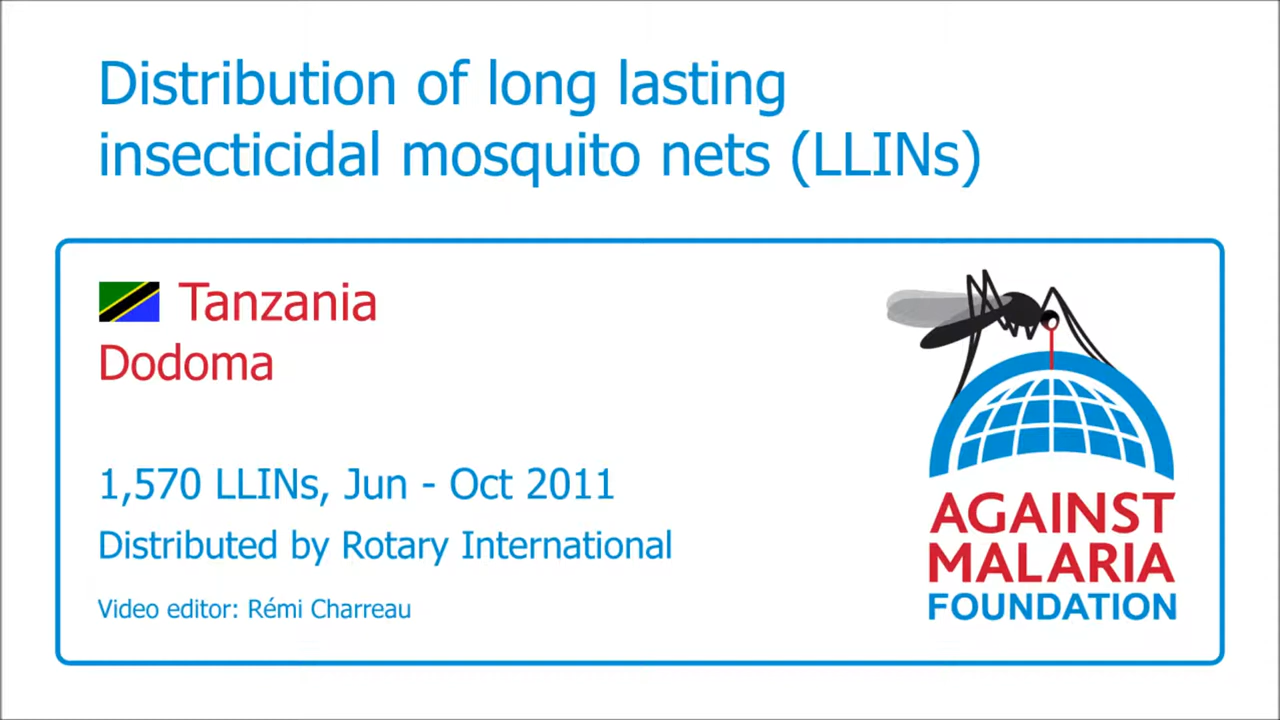 Distribution of long lasting
insecticidal mosquito nets (LLINs)
Tanzania
Dodoma
1,570 LLINs, Jun - Oct 2011
Distributed by Rotary International
Video editor: Rémi Charreau
AGAINST
MALARIA
FOUNDATION